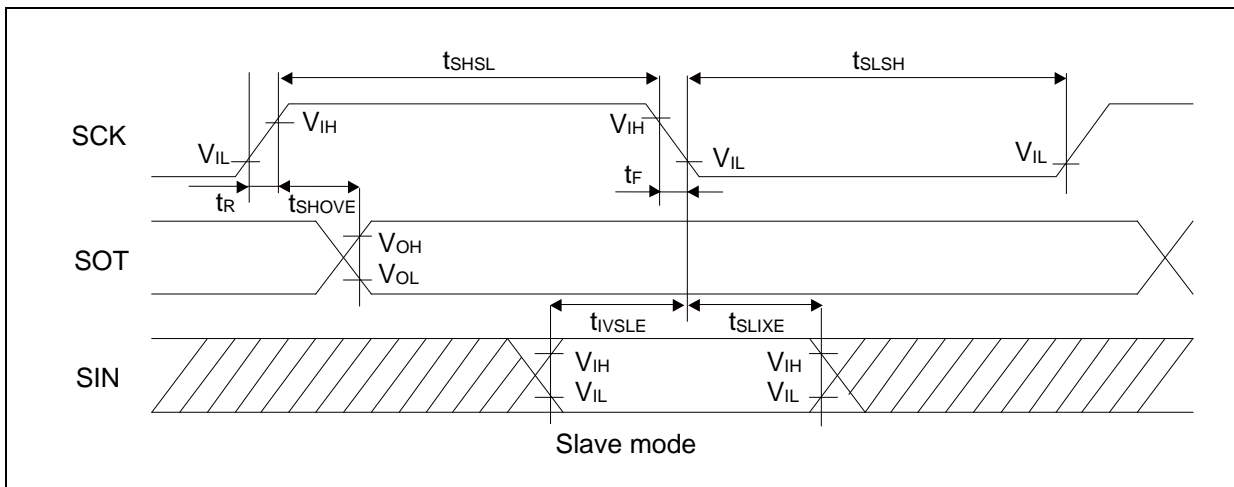 tSHSL
tSLSH
SCK
VIH
VIH
VIL
VIL
VIL
tR
tSHOVE
tF
SOT
VOH
VOL
tIVSLE
tSLIXE
SIN
VIH
VIH
VIL
VIL
Slave mode